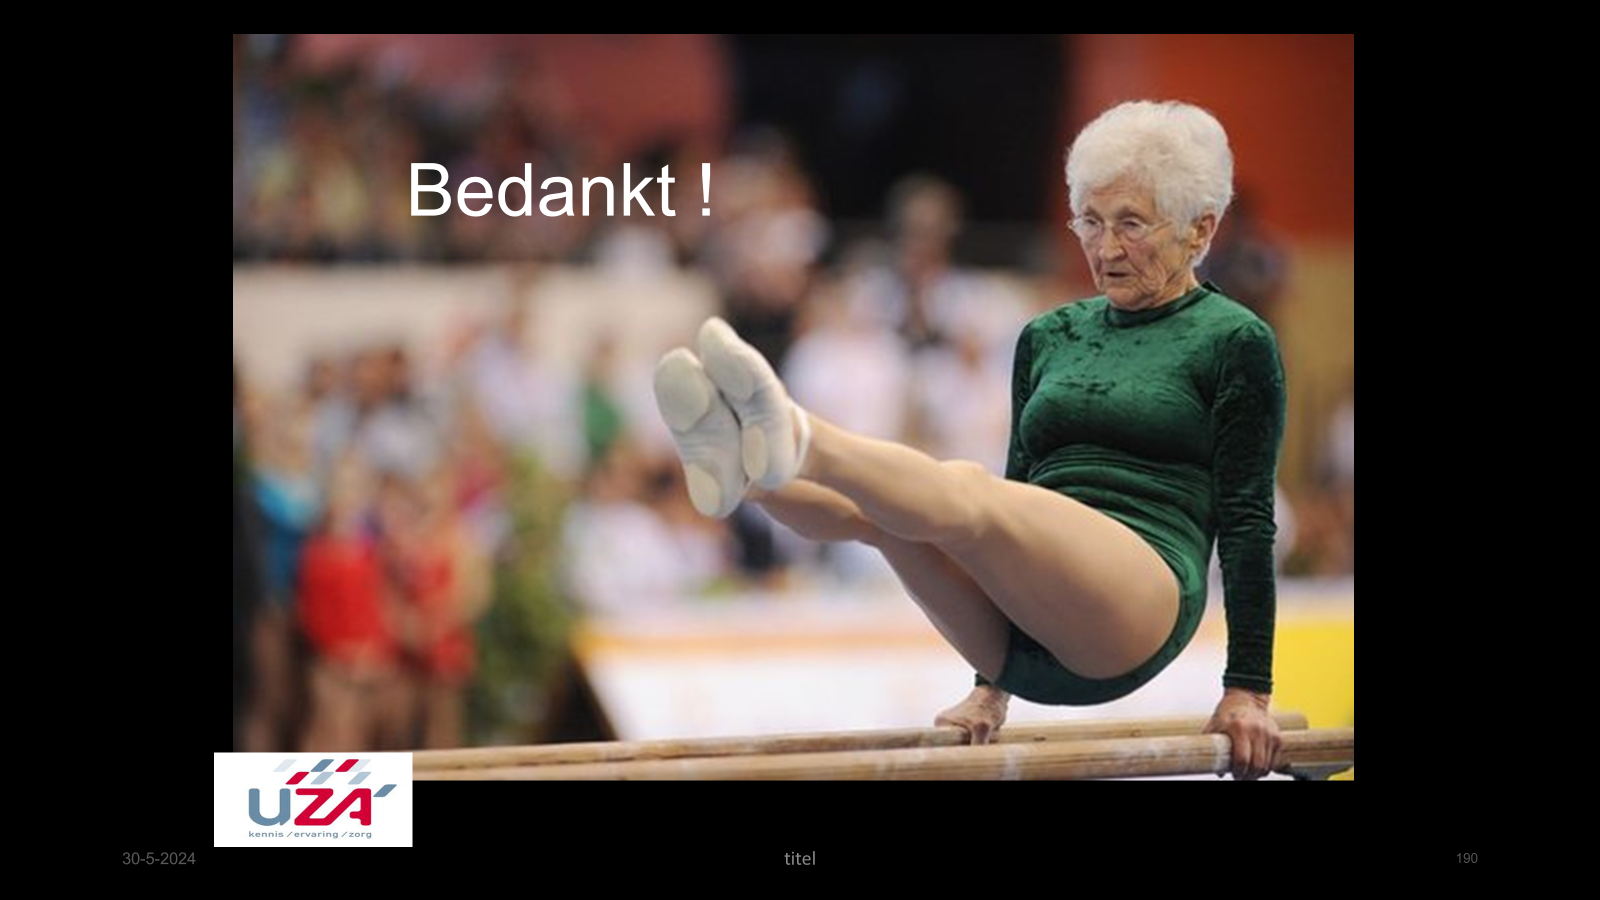 Bedankt !
UZA
kennis / ervaring / zorg
30-5-2024
titel
190